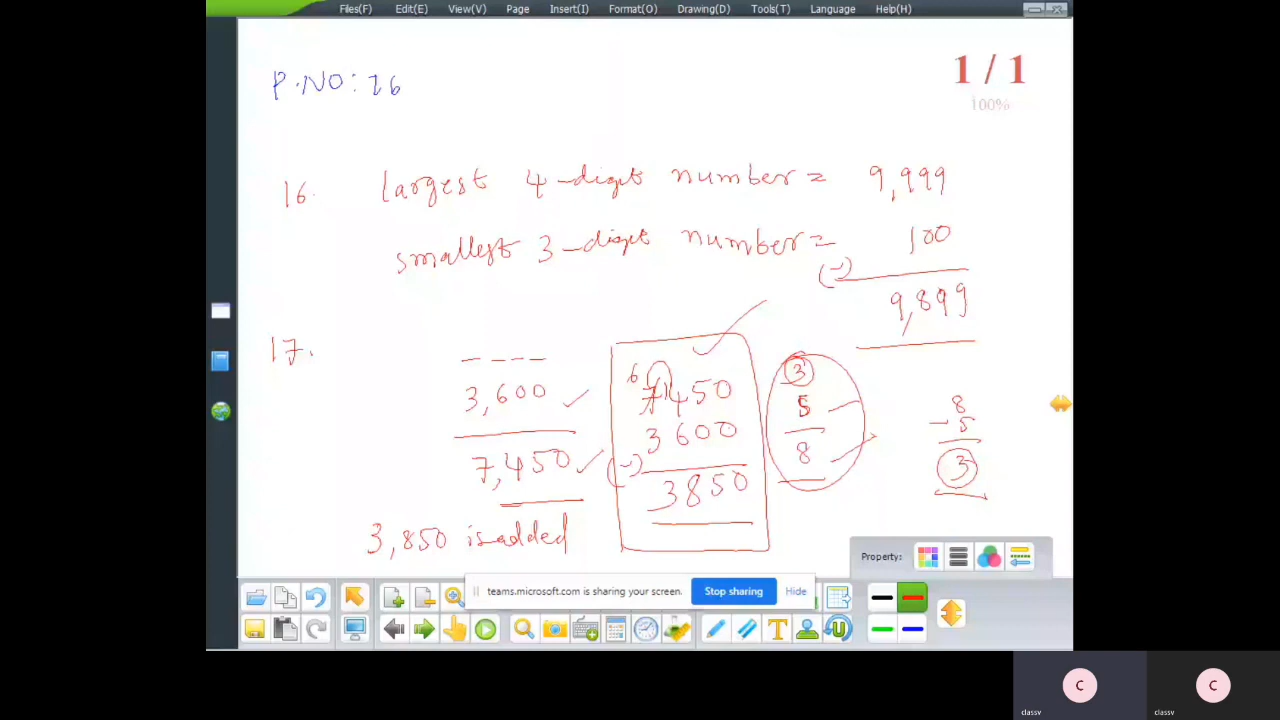 Files(F) Edit(E) View(V) Page Insert(I) Format(O) Drawing(D) Tools(T) Language Help(H)
P.NO: 26
1 / 1
100%
16. largest 4-digit number = 9,999
smallest 3-digit number = 100
(-)
9,899
17.
_ _ _ _
3,600
7,450
6
7450
3600
(-)
3850
3
5
8
8
- 5
3
3,850 is added
Property:
teams.microsoft.com is sharing your screen. Stop sharing Hide
C C
classv classv